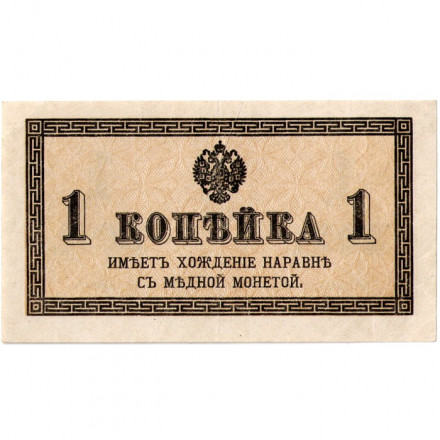 1 КОПѢЙКА 1
ИМѢЕТЪ ХОЖДЕНІЕ НАРАВНѢ
СЪ МѢДНОЙ МОНЕТОЙ.